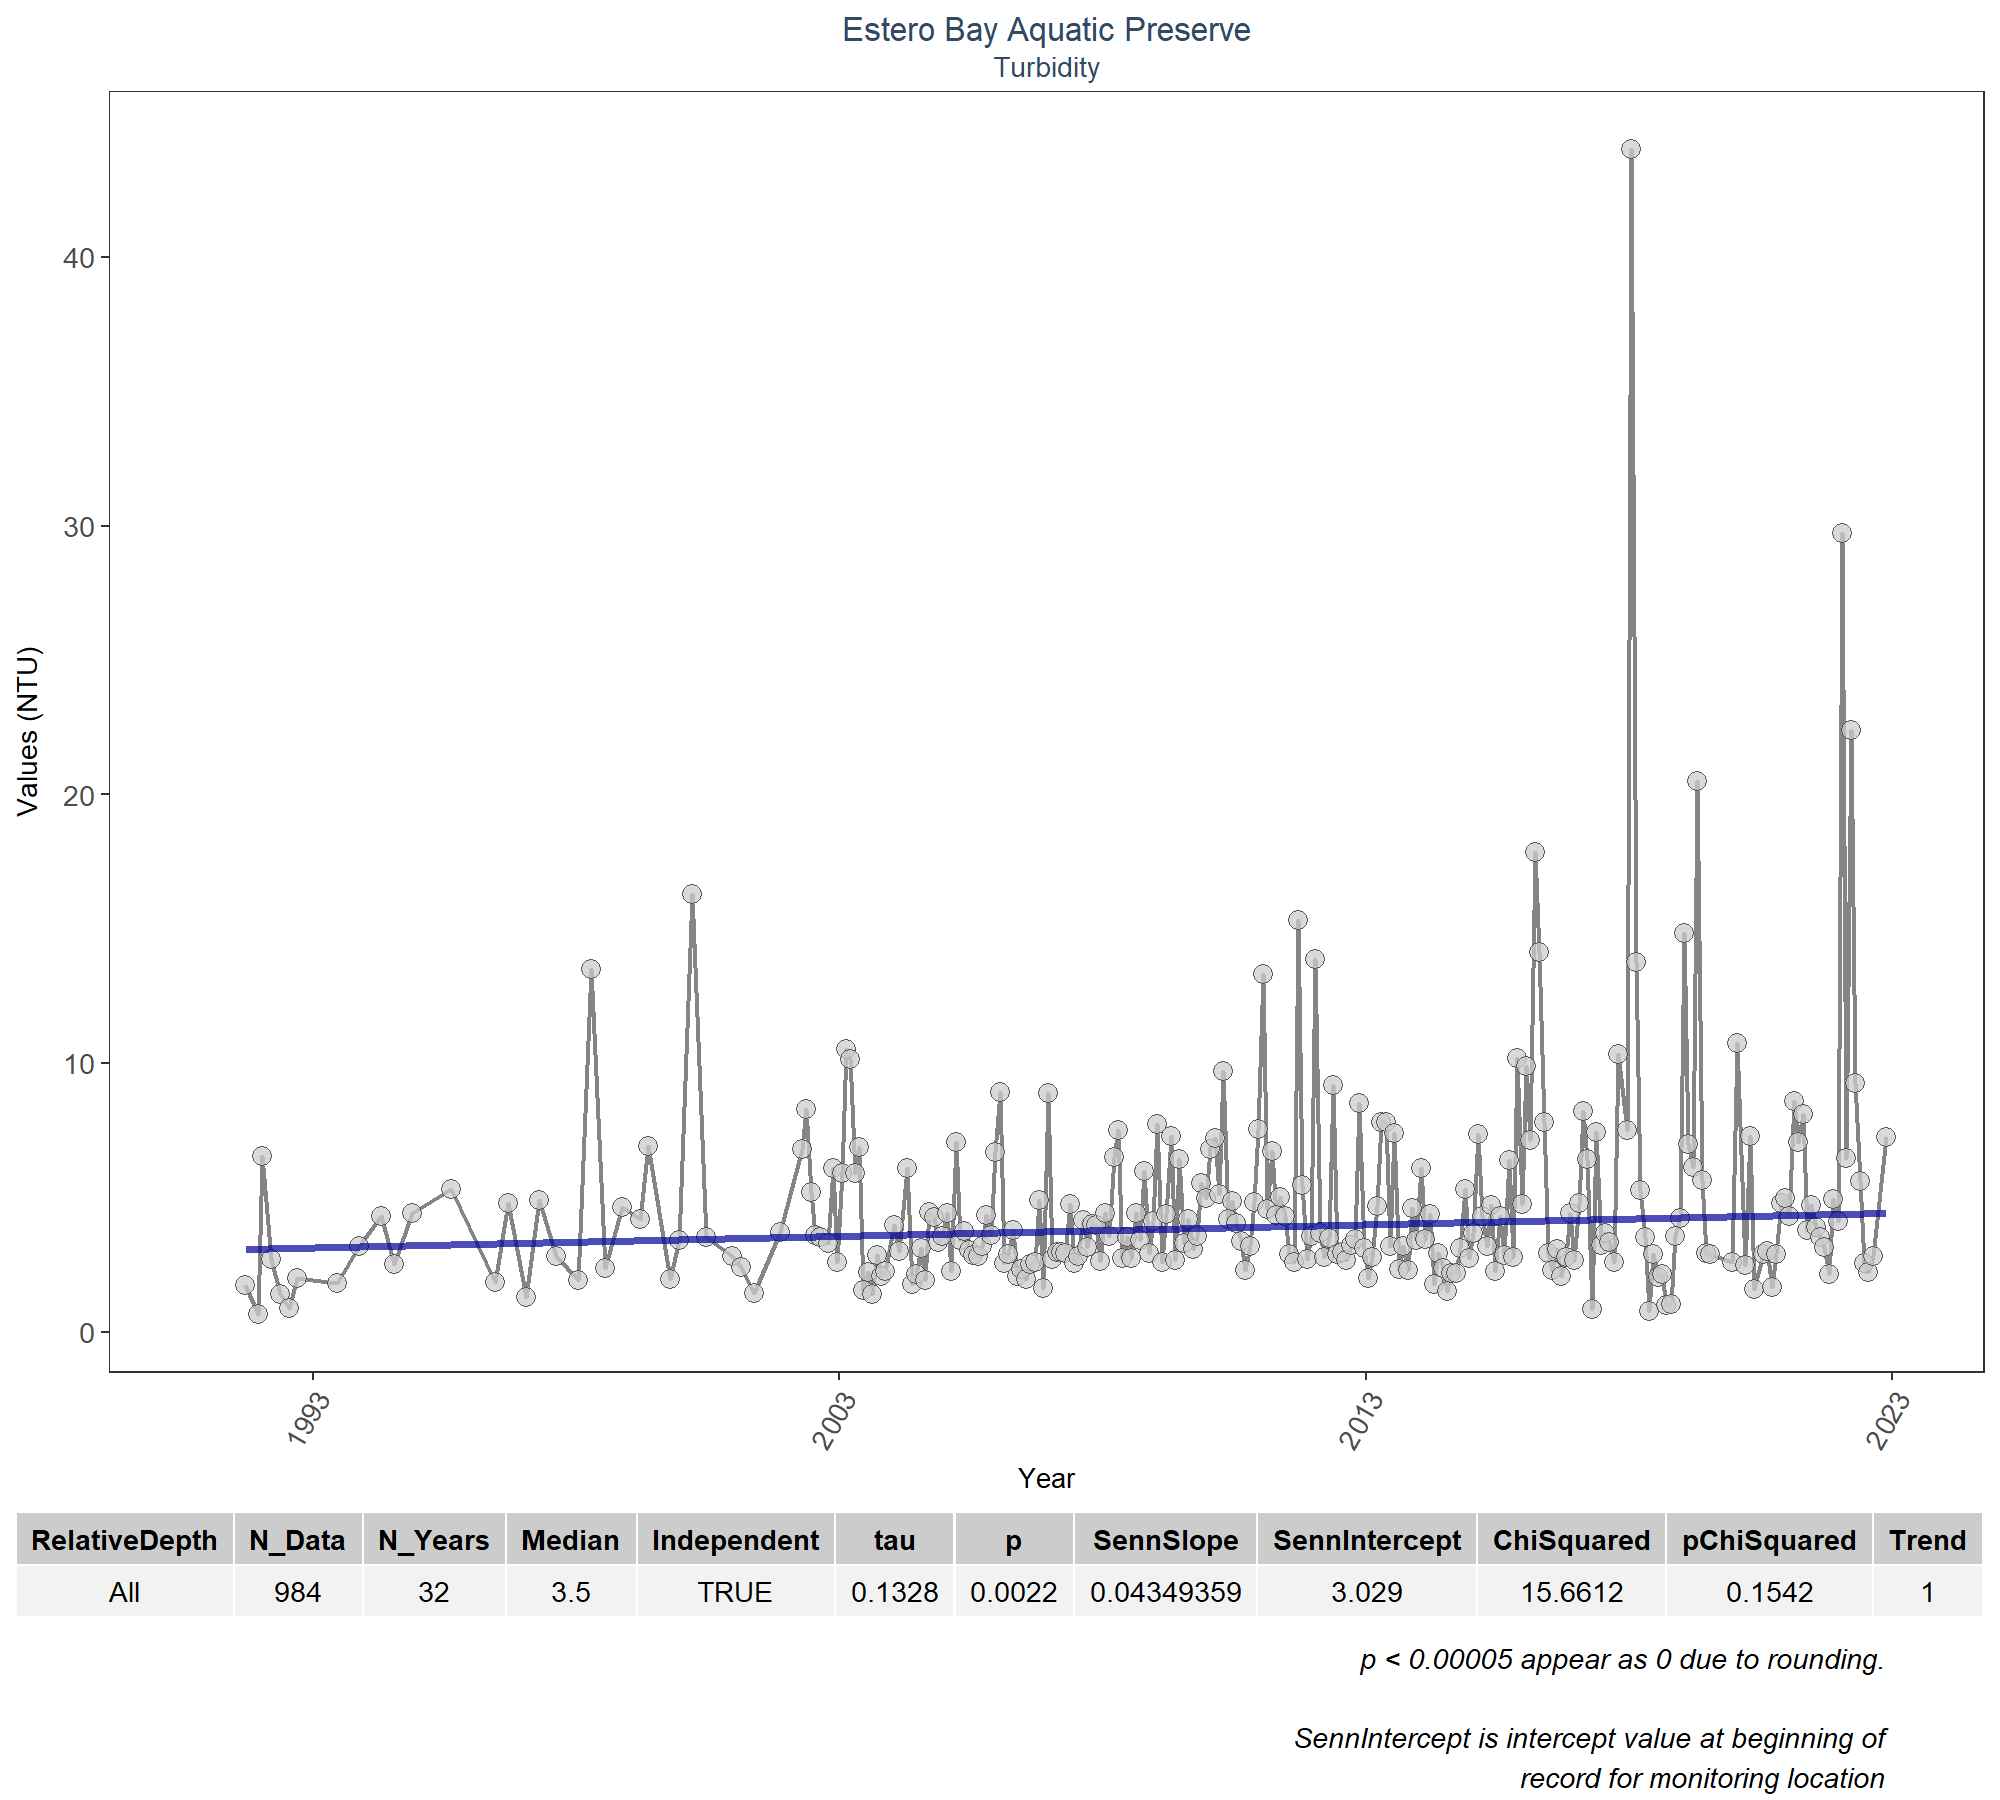 Estero Bay Aquatic Preserve
Turbidity
Values (NTU)
40
30
20
10
0
1993
2003
2013
2023
Year
RelativeDepth N_Data N_Years Median Independent tau p SennSlope SennIntercept ChiSquared pChiSquared Trend
All 984 32 3.5 TRUE 0.1328 0.0022 0.04349359 3.029 15.6612 0.1542 1
p < 0.00005 appear as 0 due to rounding.
SennIntercept is intercept value at beginning of
record for monitoring location